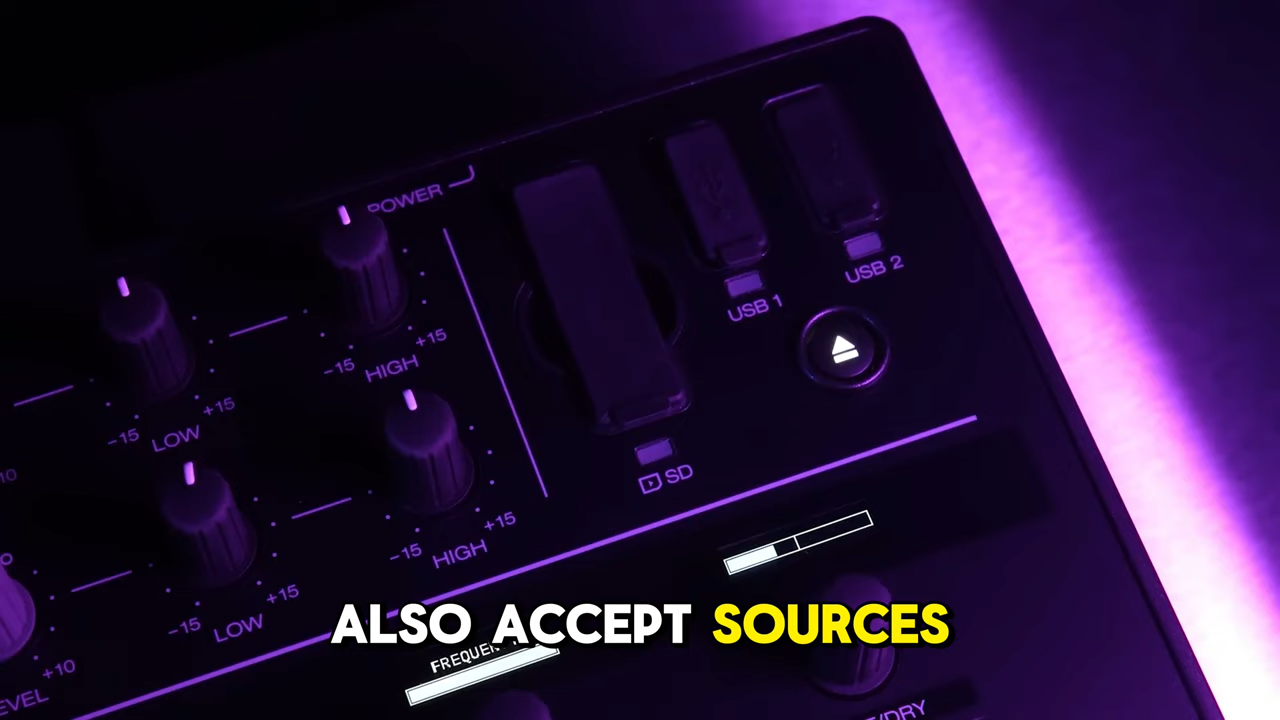 POWER
-15 +15
HIGH
-15 +15
LOW
USB 2
USB 1
SD
-15 +15
HIGH
-15 +15
LOW
+10
ALSO ACCEPT SOURCES